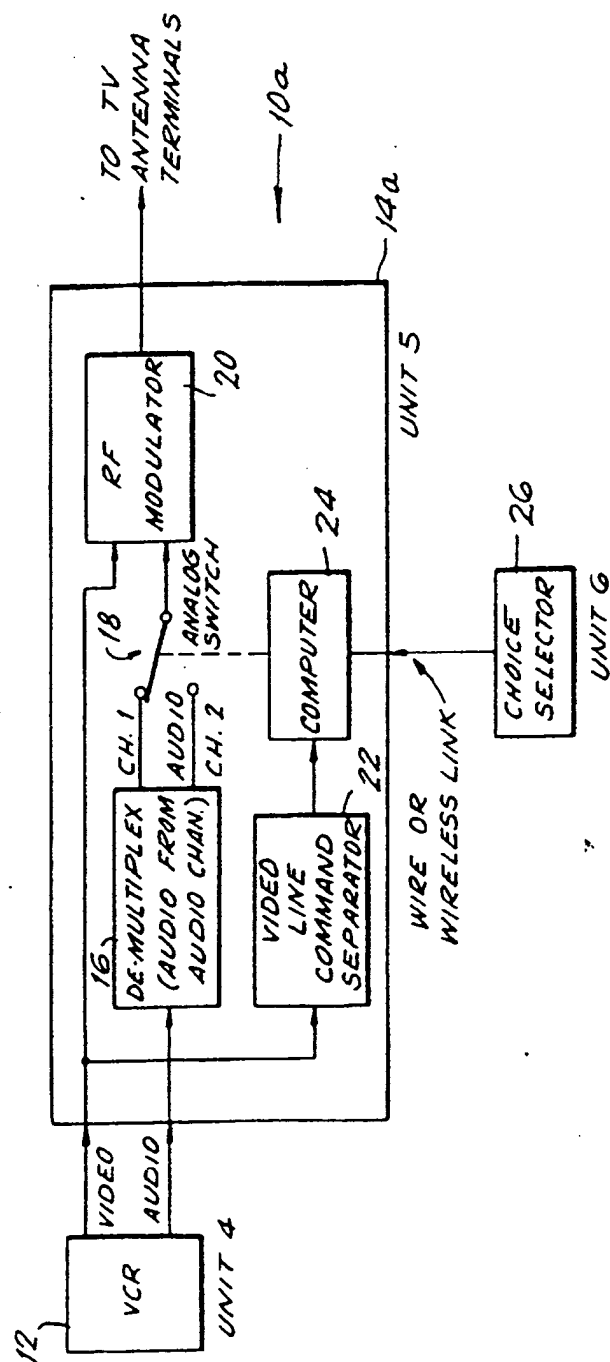 12
VCR
UNIT 4
VIDEO
AUDIO
16
DE-MULTIPLEX
(AUDIO FROM
AUDIO CHAN.)
CH. 1
AUDIO
CH. 2
18
ANALOG
SWITCH
RF
MODULATOR
20
TO TV
ANTENNA
TERMINALS
10a
14a
UNIT 5
VIDEO
LINE
COMMAND
SEPARATOR
22
COMPUTER
24
WIRE OR
WIRELESS LINK
CHOICE
SELECTOR
26
UNIT 6